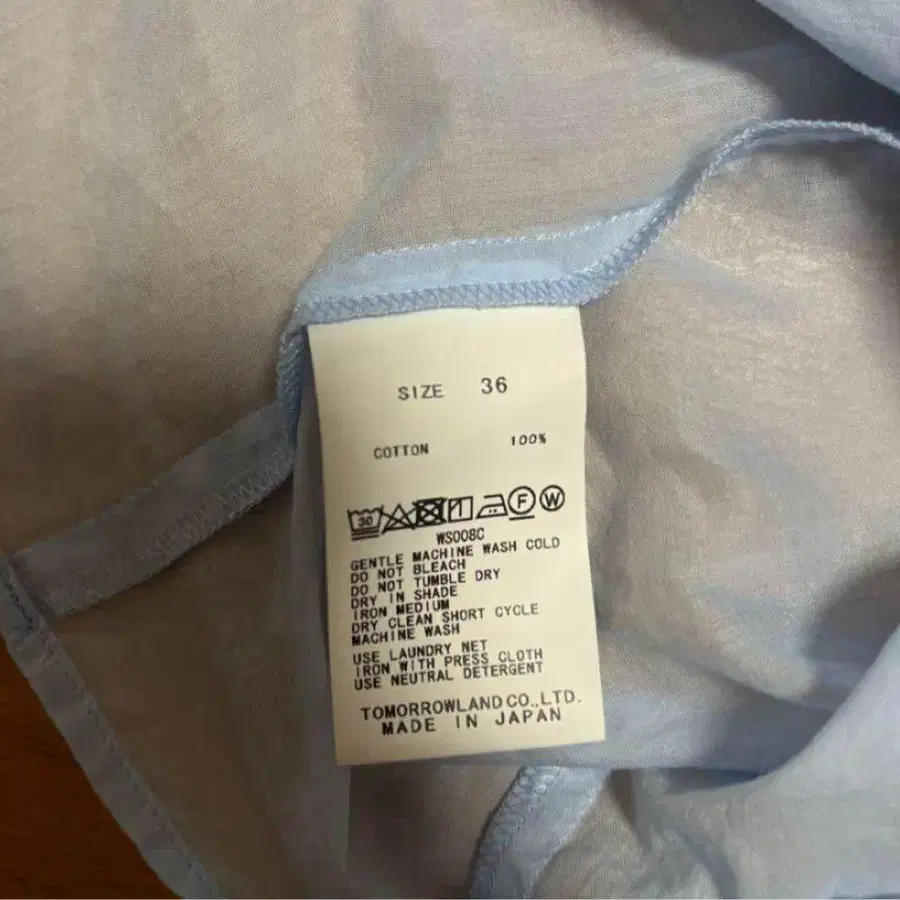 SIZE 36
COTTON 100%
30 F W
WS008C
GENTLE MACHINE WASH COLD
DO NOT BLEACH
DO NOT TUMBLE DRY
DRY IN SHADE
IRON MEDIUM
DRY CLEAN SHORT CYCLE
MACHINE WASH
USE LAUNDRY NET
IRON WITH PRESS CLOTH
USE NEUTRAL DETERGENT
TOMORROWLAND CO.,LTD.
MADE IN JAPAN